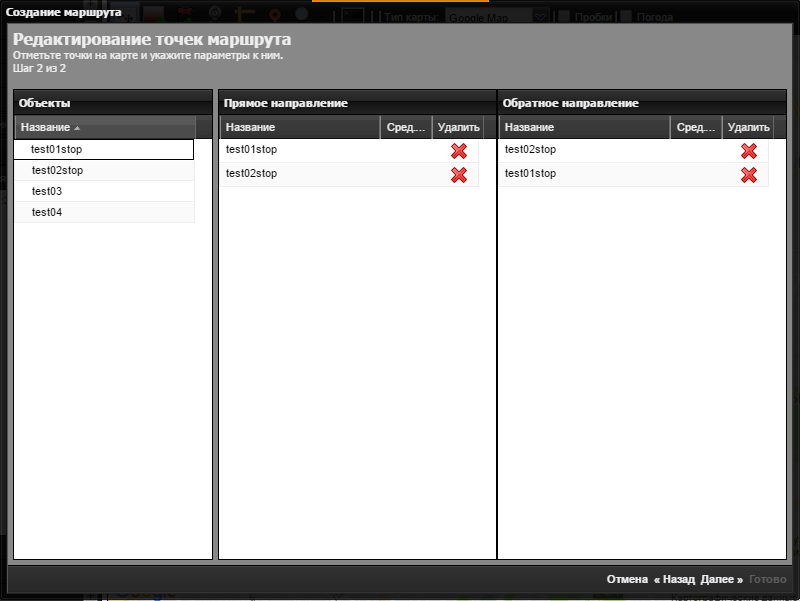 Создание маршрута
Тип карты: Google Map Пробки Погода
Редактирование точек маршрута
Отметьте точки на карте и укажите параметры к ним.
Шаг 2 из 2
Объекты
Название
test01stop
test02stop
test03
test04
Прямое направление
Название Сред.... Удалить
test01stop
test02stop
Обратное направление
Название Сред.... Удалить
test02stop
test01stop
Отмена « Назад Далее » Готово